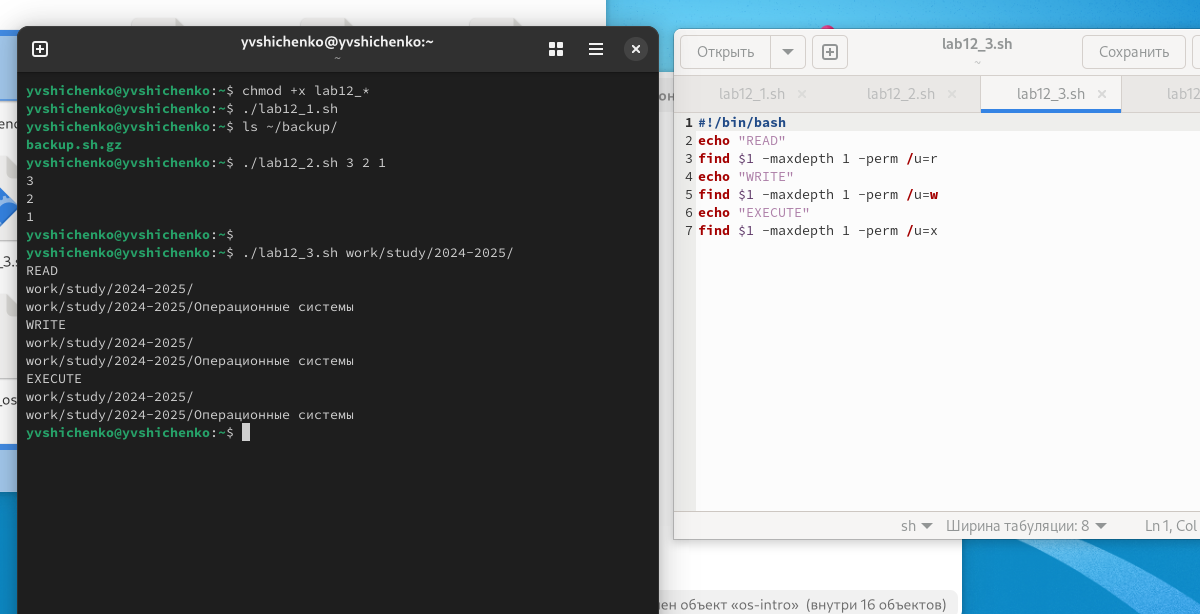 yvshichenko@yvshichenko:~
~
yvshichenko@yvshichenko:~$ chmod +x lab12_*
yvshichenko@yvshichenko:~$ ./lab12_1.sh
yvshichenko@yvshichenko:~$ ls ~/backup/
backup.sh.gz
yvshichenko@yvshichenko:~$ ./lab12_2.sh 3 2 1
3
2
1
yvshichenko@yvshichenko:~$
yvshichenko@yvshichenko:~$ ./lab12_3.sh work/study/2024-2025/
READ
work/study/2024-2025/
work/study/2024-2025/Операционные системы
WRITE
work/study/2024-2025/
work/study/2024-2025/Операционные системы
EXECUTE
work/study/2024-2025/
work/study/2024-2025/Операционные системы
yvshichenko@yvshichenko:~$
Открыть
lab12_3.sh
~
Сохранить
lab12_1.sh
lab12_2.sh
lab12_3.sh
lab12
1 #!/bin/bash
2 echo "READ"
3 find $1 -maxdepth 1 -perm /u=r
4 echo "WRITE"
5 find $1 -maxdepth 1 -perm /u=w
6 echo "EXECUTE"
7 find $1 -maxdepth 1 -perm /u=x
sh
Ширина табуляции: 8
Ln 1, Col
объект «os-intro» (внутри 16 объектов)